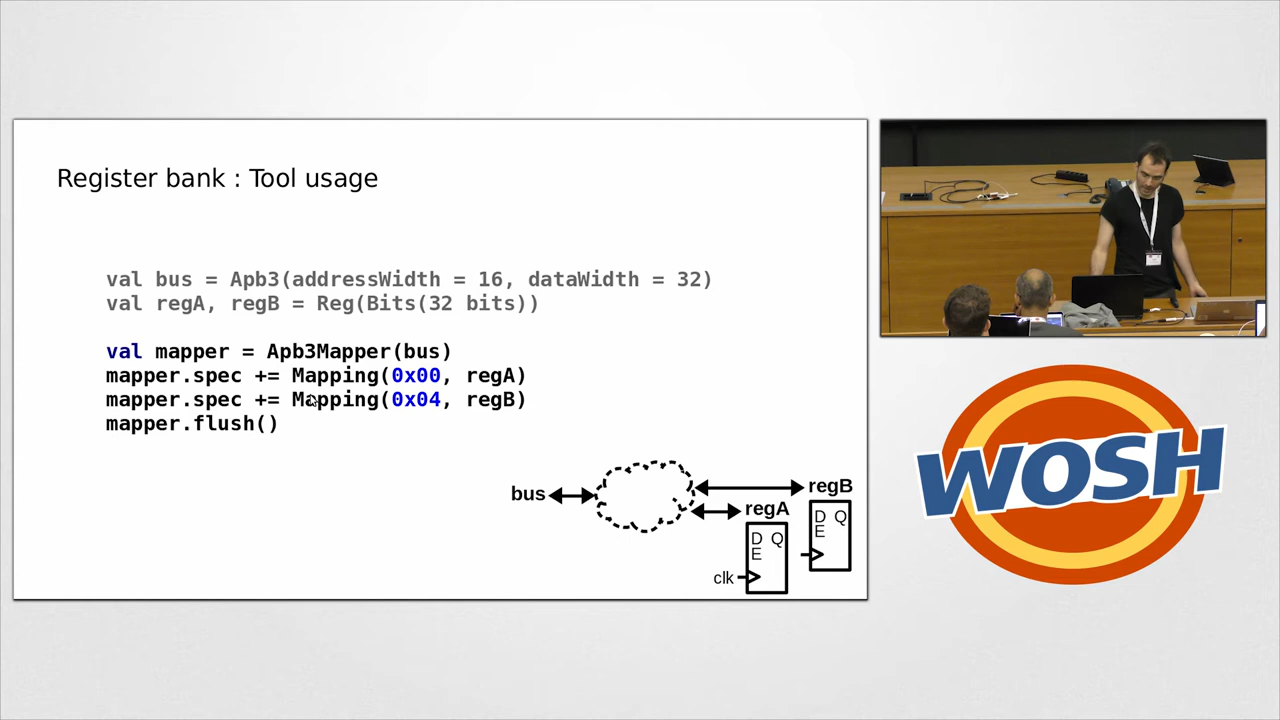 Register bank : Tool usage
val bus = Apb3(addressWidth = 16, dataWidth = 32)
val regA, regB = Reg(Bits(32 bits))
val mapper = Apb3Mapper(bus)
mapper.spec += Mapping(0x00, regA)
mapper.spec += Mapping(0x04, regB)
mapper.flush()
bus
regB
D Q
E
regA
D Q
E
clk
WOSH